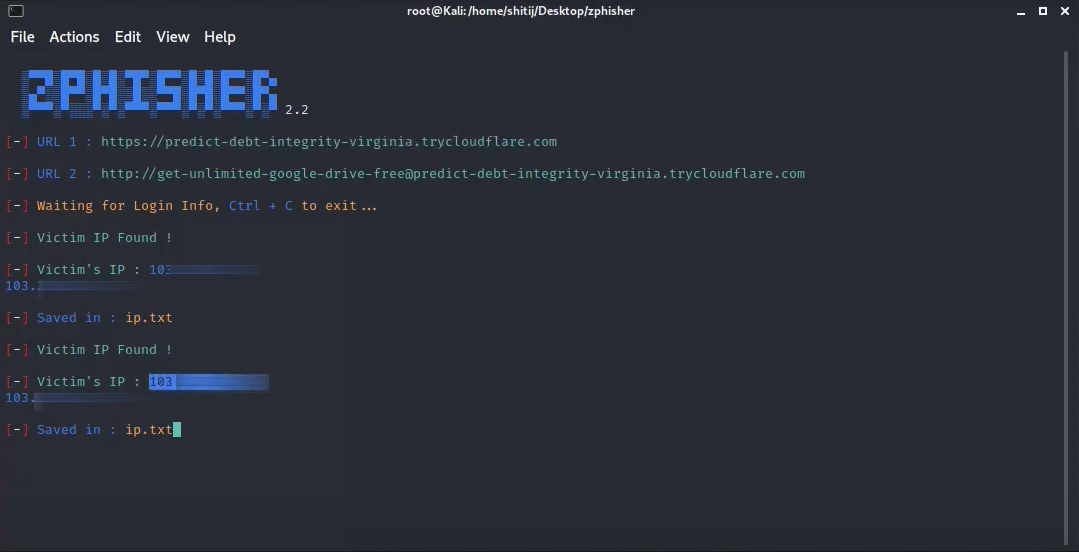 root@Kali:/home/shitij/Desktop/zphisher
File Actions Edit View Help
ZPHISHER 2.2
[-] URL 1 : https://predict-debt-integrity-virginia.trycloudflare.com
[-] URL 2 : http://get-unlimited-google-drive-free@predict-debt-integrity-virginia.trycloudflare.com
[-] Waiting for Login Info, Ctrl + C to exit...
[-] Victim IP Found !
[-] Victim's IP : 103
103.
[-] Saved in : ip.txt
[-] Victim IP Found !
[-] Victim's IP : 103
103.
[-] Saved in : ip.txt